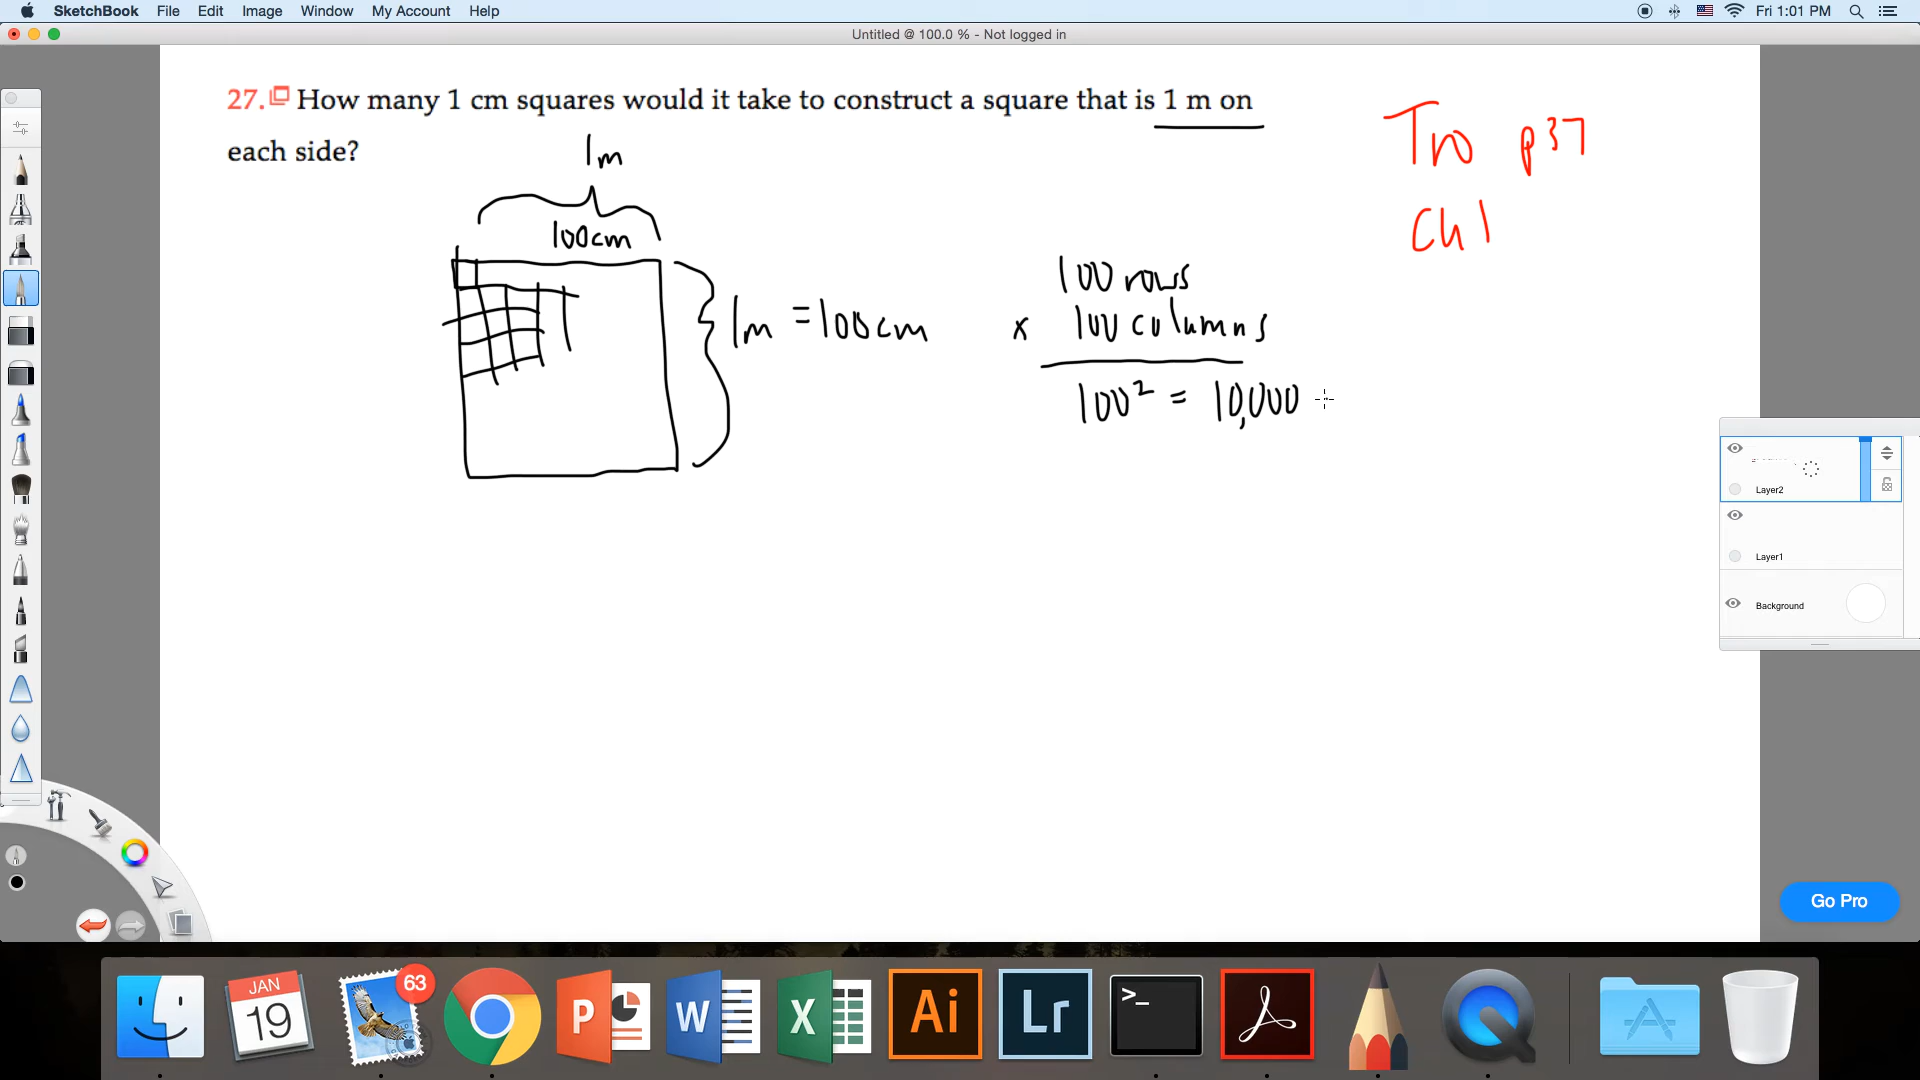 SketchBook File Edit Image Window My Account Help
Fri 1:01 PM
Untitled @ 100.0 % - Not logged in
27. How many 1 cm squares would it take to construct a square that is 1 m on
each side?
1m
100cm
1m = 100cm
100 rows
x 100 columns
100² = 10,000
Tro p37
Ch 1
Layer2
Layer1
Background
Go Pro
JAN
19
63
P
W
X
Ai
Lr
>_